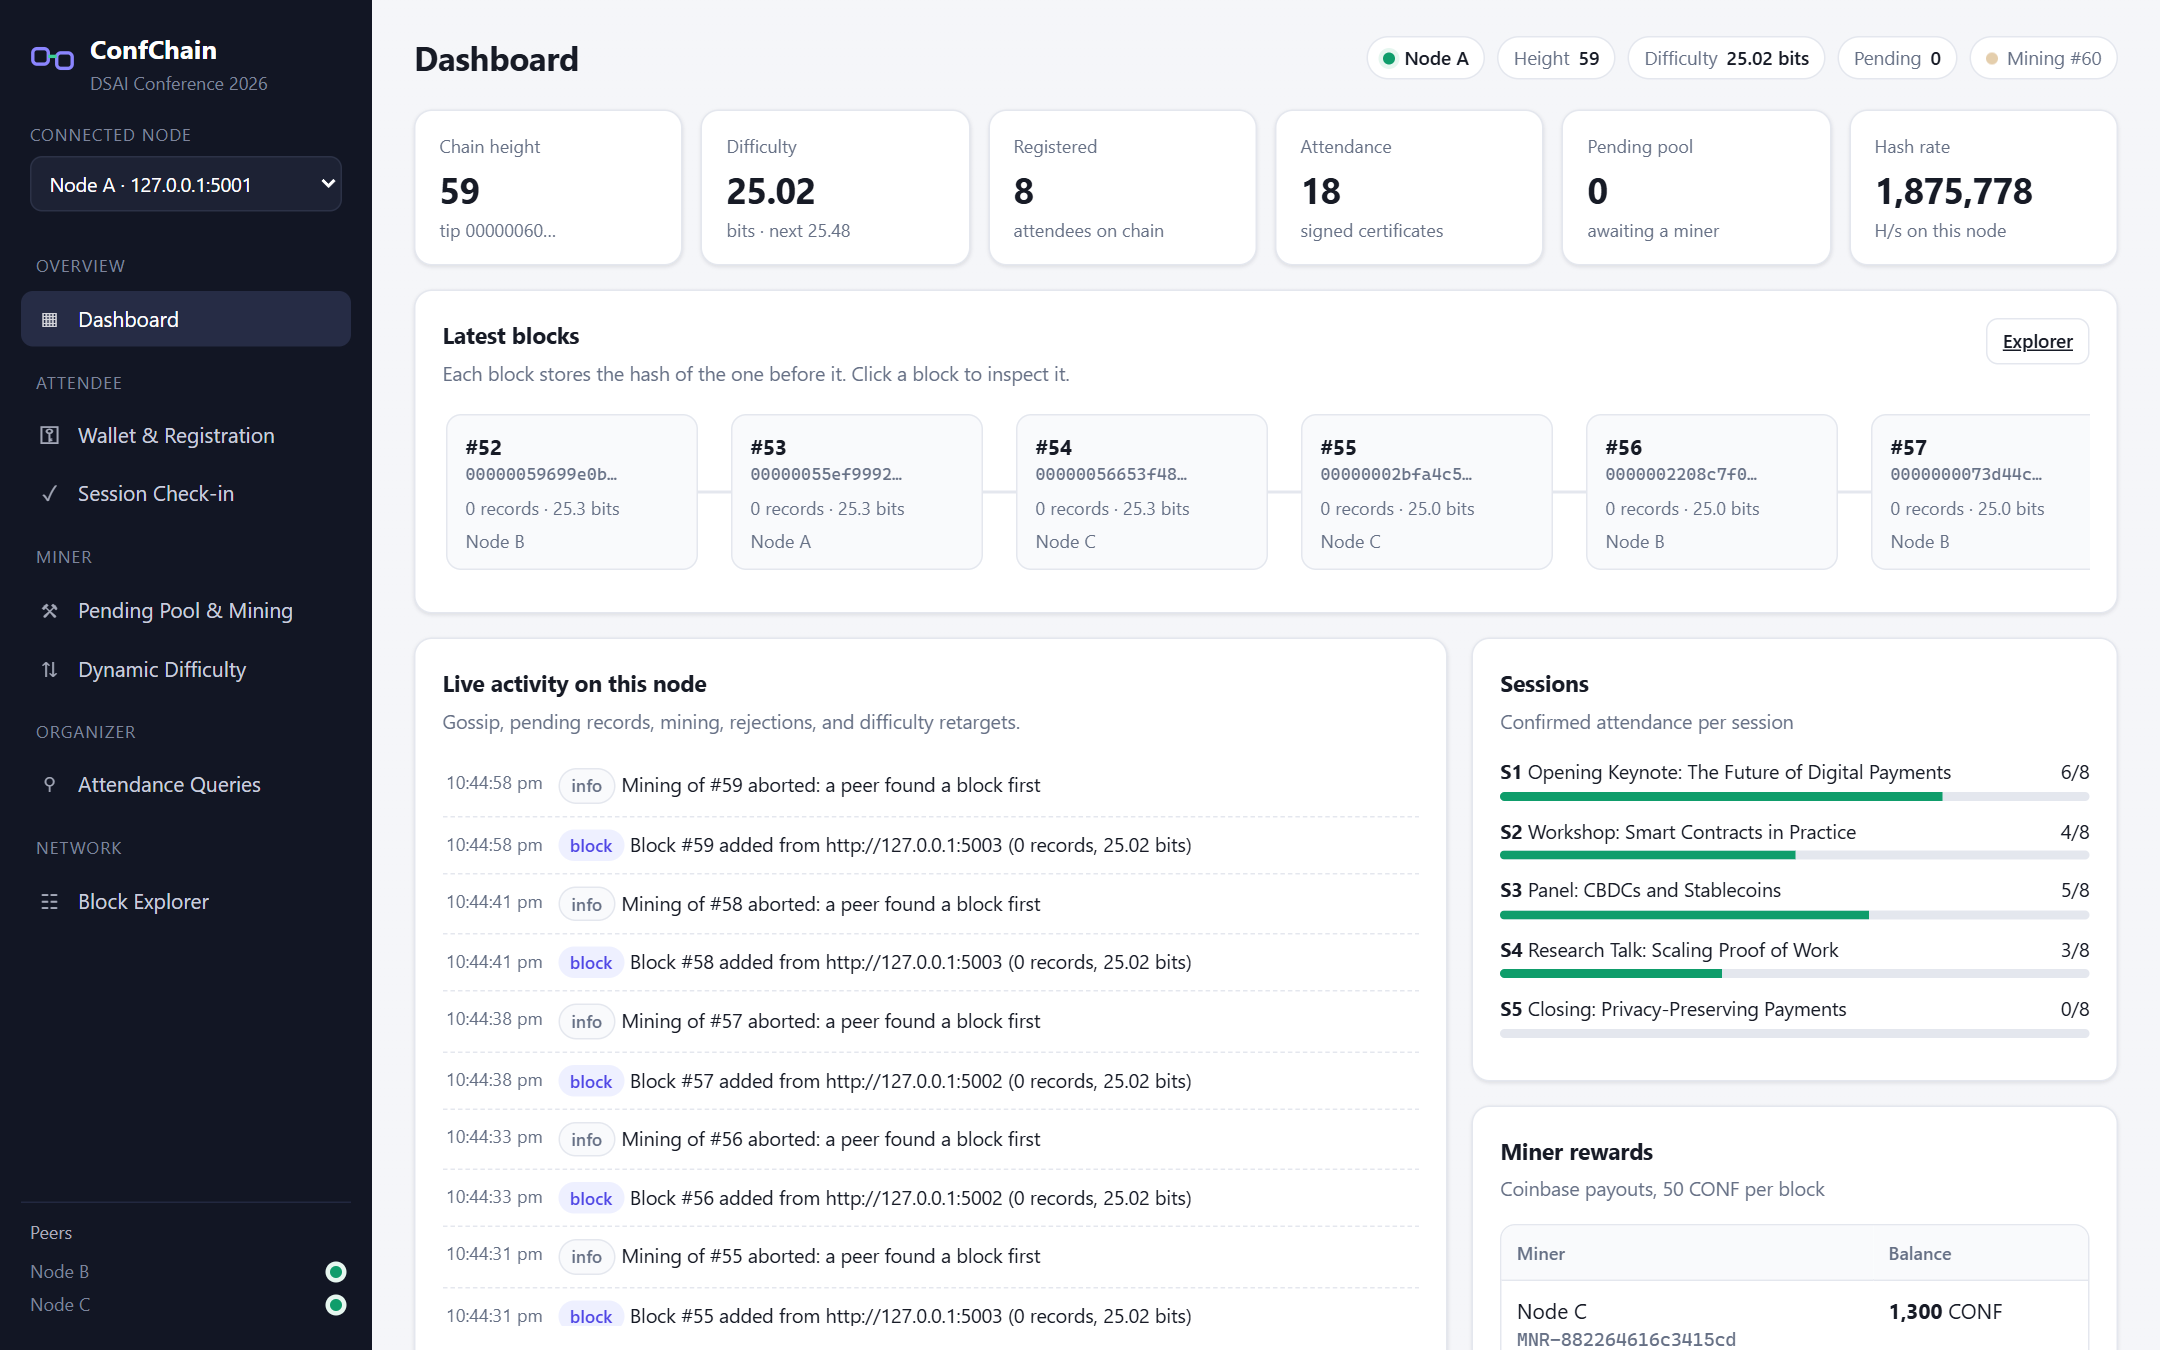 ConfChain
DSAI Conference 2026
CONNECTED NODE
Node A · 127.0.0.1:5001
OVERVIEW
Dashboard
ATTENDEE
Wallet & Registration
Session Check-in
MINER
Pending Pool & Mining
Dynamic Difficulty
ORGANIZER
Attendance Queries
NETWORK
Block Explorer
Peers
Node B
Node C
Dashboard
Node A
Height 59
Difficulty 25.02 bits
Pending 0
Mining #60
Chain height
59
tip 00000060…
Difficulty
25.02
bits · next 25.48
Registered
8
attendees on chain
Attendance
18
signed certificates
Pending pool
0
awaiting a miner
Hash rate
1,875,778
H/s on this node
Latest blocks
Each block stores the hash of the one before it. Click a block to inspect it.
Explorer
#52
00000059699e0b…
0 records · 25.3 bits
Node B
#53
00000055ef9992…
0 records · 25.3 bits
Node A
#54
00000056653f48…
0 records · 25.3 bits
Node C
#55
00000002bfa4c5…
0 records · 25.0 bits
Node C
#56
0000002208c7f0…
0 records · 25.0 bits
Node B
#57
0000000073d44c…
0 records · 25.0 bits
Node B
Live activity on this node
Gossip, pending records, mining, rejections, and difficulty retargets.
10:44:58 pm info Mining of #59 aborted: a peer found a block first
10:44:58 pm block Block #59 added from http://127.0.0.1:5003 (0 records, 25.02 bits)
10:44:41 pm info Mining of #58 aborted: a peer found a block first
10:44:41 pm block Block #58 added from http://127.0.0.1:5003 (0 records, 25.02 bits)
10:44:38 pm info Mining of #57 aborted: a peer found a block first
10:44:38 pm block Block #57 added from http://127.0.0.1:5002 (0 records, 25.02 bits)
10:44:33 pm info Mining of #56 aborted: a peer found a block first
10:44:33 pm block Block #56 added from http://127.0.0.1:5002 (0 records, 25.02 bits)
10:44:31 pm info Mining of #55 aborted: a peer found a block first
10:44:31 pm block Block #55 added from http://127.0.0.1:5003 (0 records, 25.02 bits)
Sessions
Confirmed attendance per session
S1 Opening Keynote: The Future of Digital Payments 6/8
S2 Workshop: Smart Contracts in Practice 4/8
S3 Panel: CBDCs and Stablecoins 5/8
S4 Research Talk: Scaling Proof of Work 3/8
S5 Closing: Privacy-Preserving Payments 0/8
Miner rewards
Coinbase payouts, 50 CONF per block
Miner Balance
Node C 1,300 CONF
MNR-882264616c3415cd